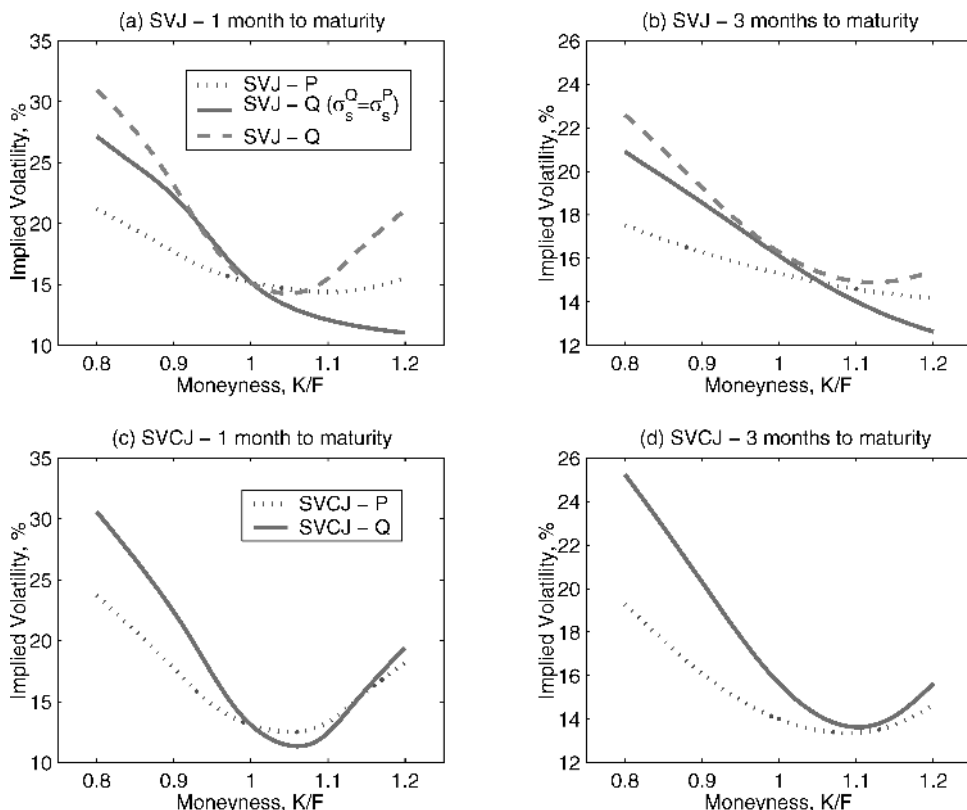 (a) SVJ – 1 month to maturity
35
30
25
20
15
10
Implied Volatility, %
SVJ – P
SVJ – Q (σ_s^Q=σ_s^P)
SVJ – Q
0.8 0.9 1 1.1 1.2
Moneyness, K/F
(b) SVJ – 3 months to maturity
26
24
22
20
18
16
14
12
Implied Volatility, %
0.8 0.9 1 1.1 1.2
Moneyness, K/F
(c) SVCJ – 1 month to maturity
35
30
25
20
15
10
Implied Volatility, %
SVCJ – P
SVCJ – Q
0.8 0.9 1 1.1 1.2
Moneyness, K/F
(d) SVCJ – 3 months to maturity
26
24
22
20
18
16
14
12
Implied Volatility, %
0.8 0.9 1 1.1 1.2
Moneyness, K/F